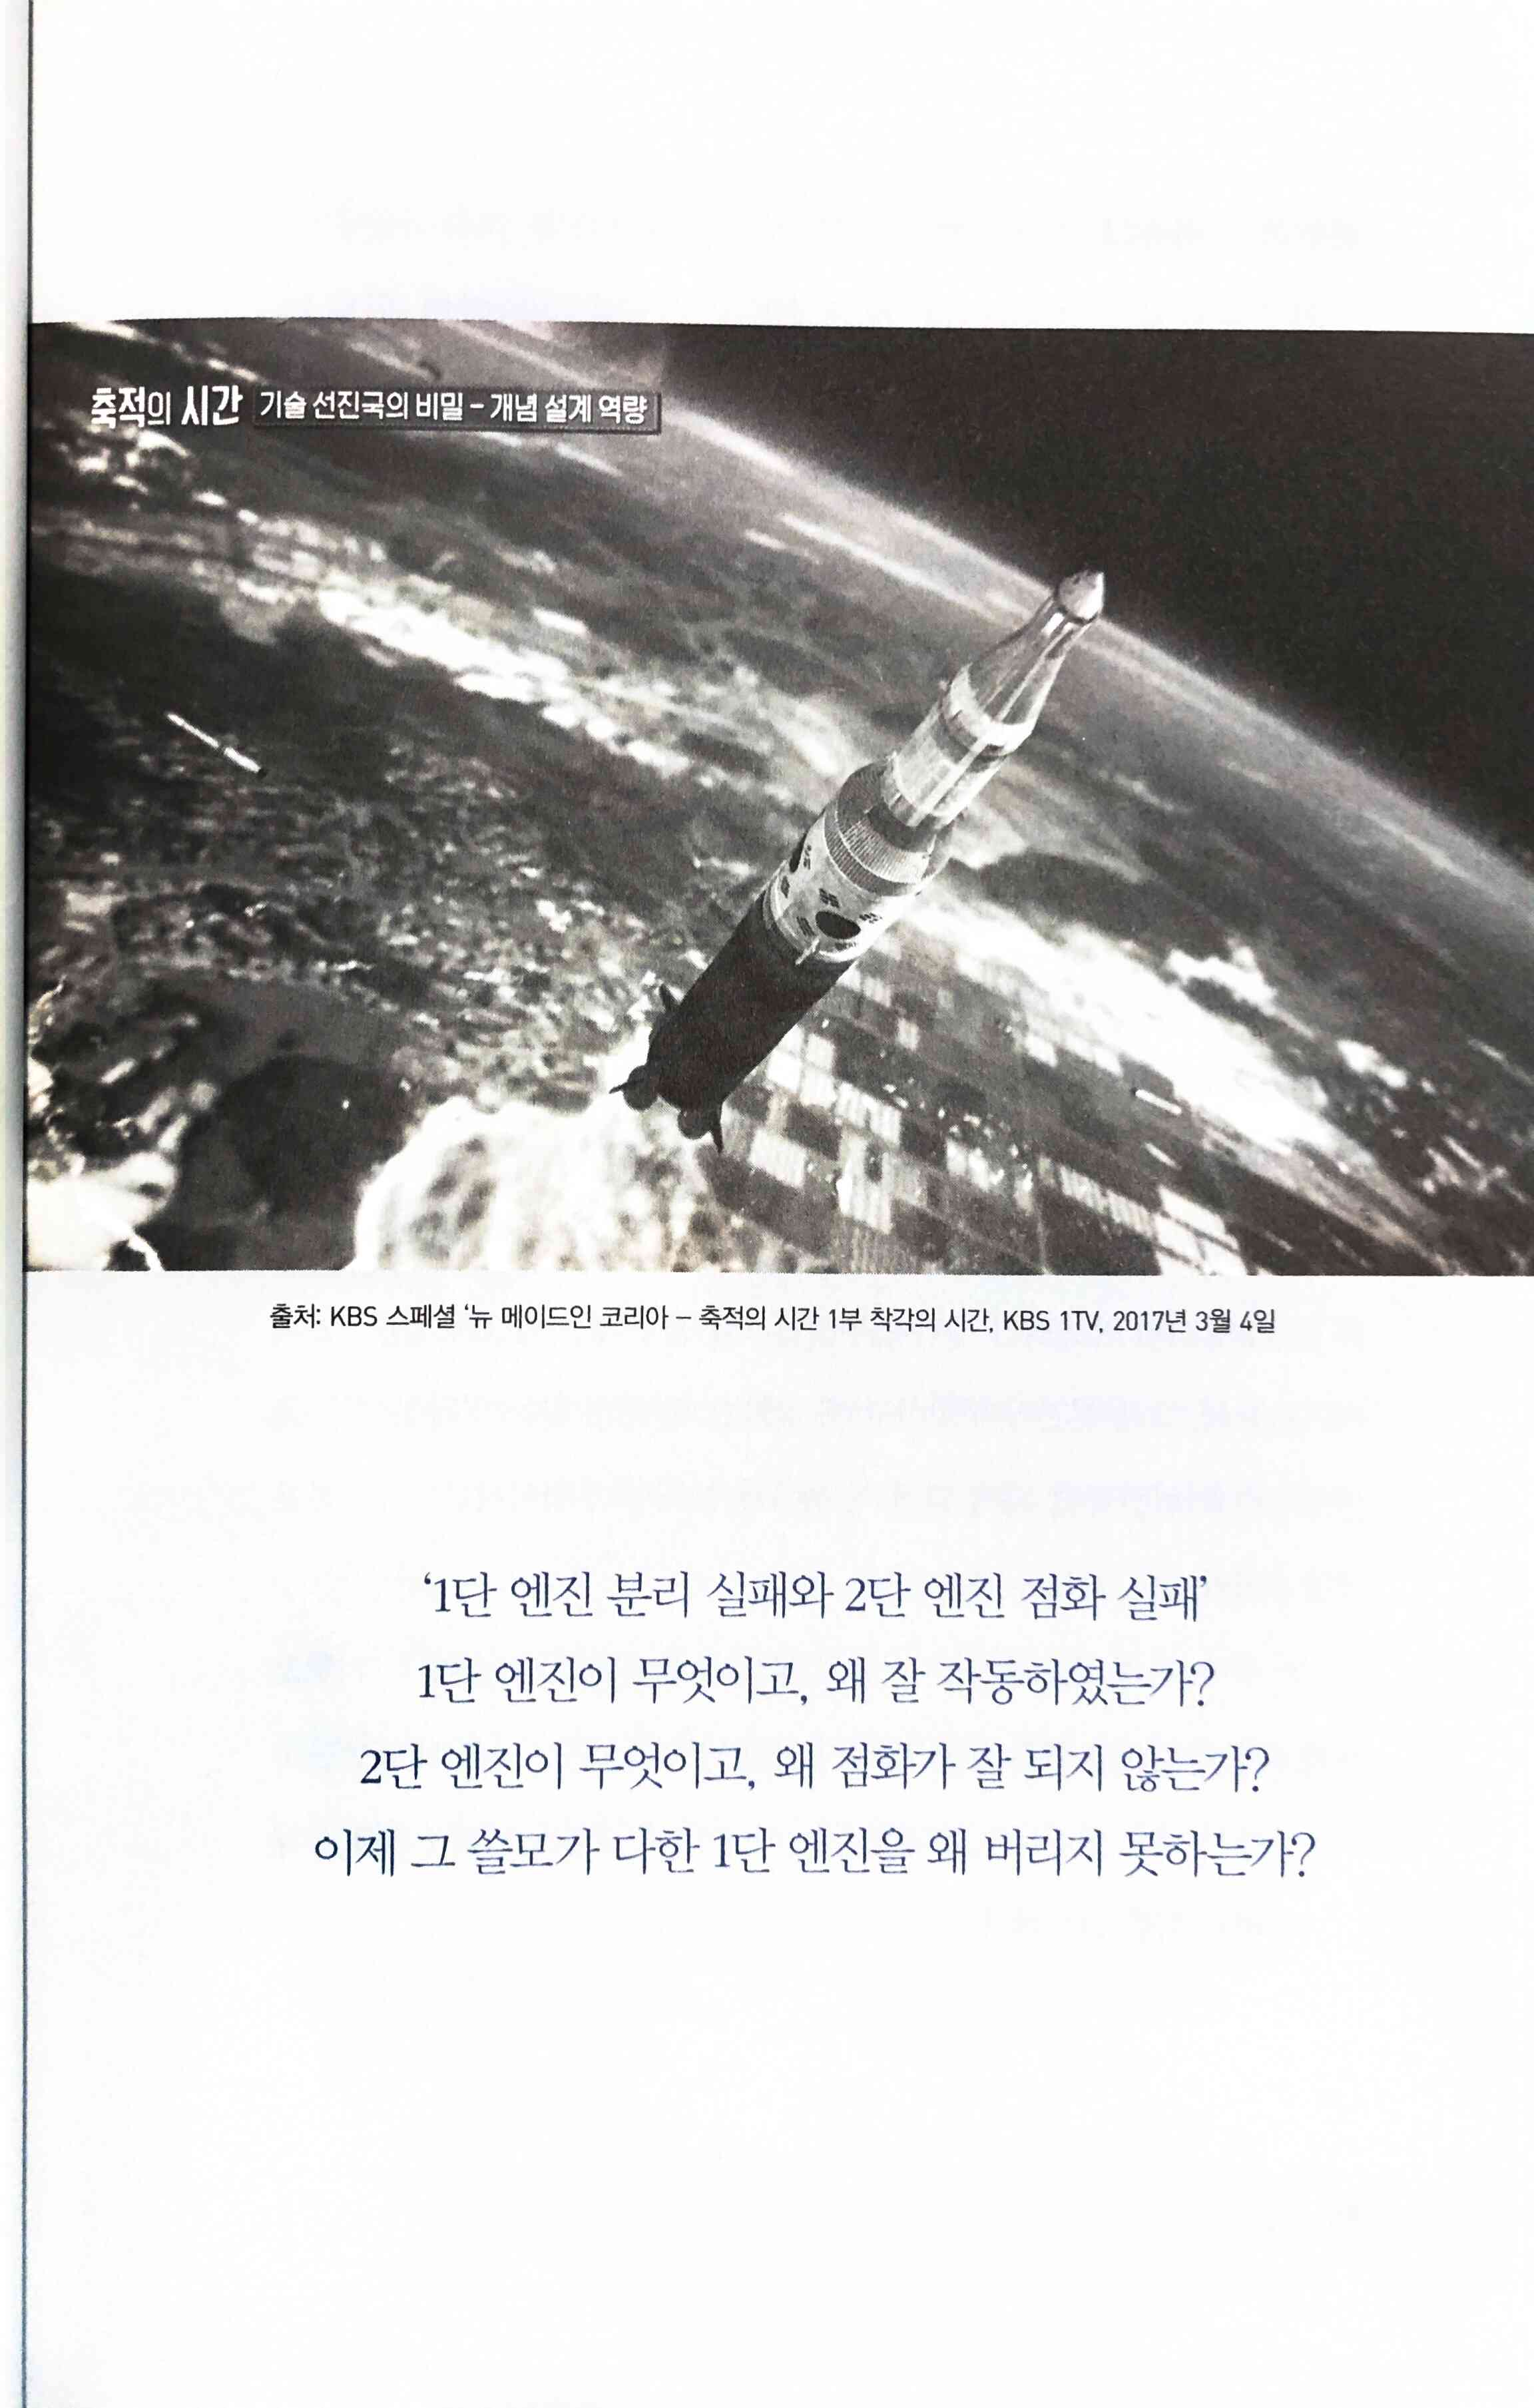 축적의 시간 기술 선진국의 비밀 - 개념 설계 역량
출처: KBS 스페셜 ‘뉴 메이드인 코리아 – 축적의 시간 1부 착각의 시간, KBS 1TV, 2017년 3월 4일
‘1단 엔진 분리 실패와 2단 엔진 점화 실패’
1단 엔진이 무엇이고, 왜 잘 작동하였는가?
2단 엔진이 무엇이고, 왜 점화가 잘 되지 않는가?
이제 그 쓸모가 다한 1단 엔진을 왜 버리지 못하는가?